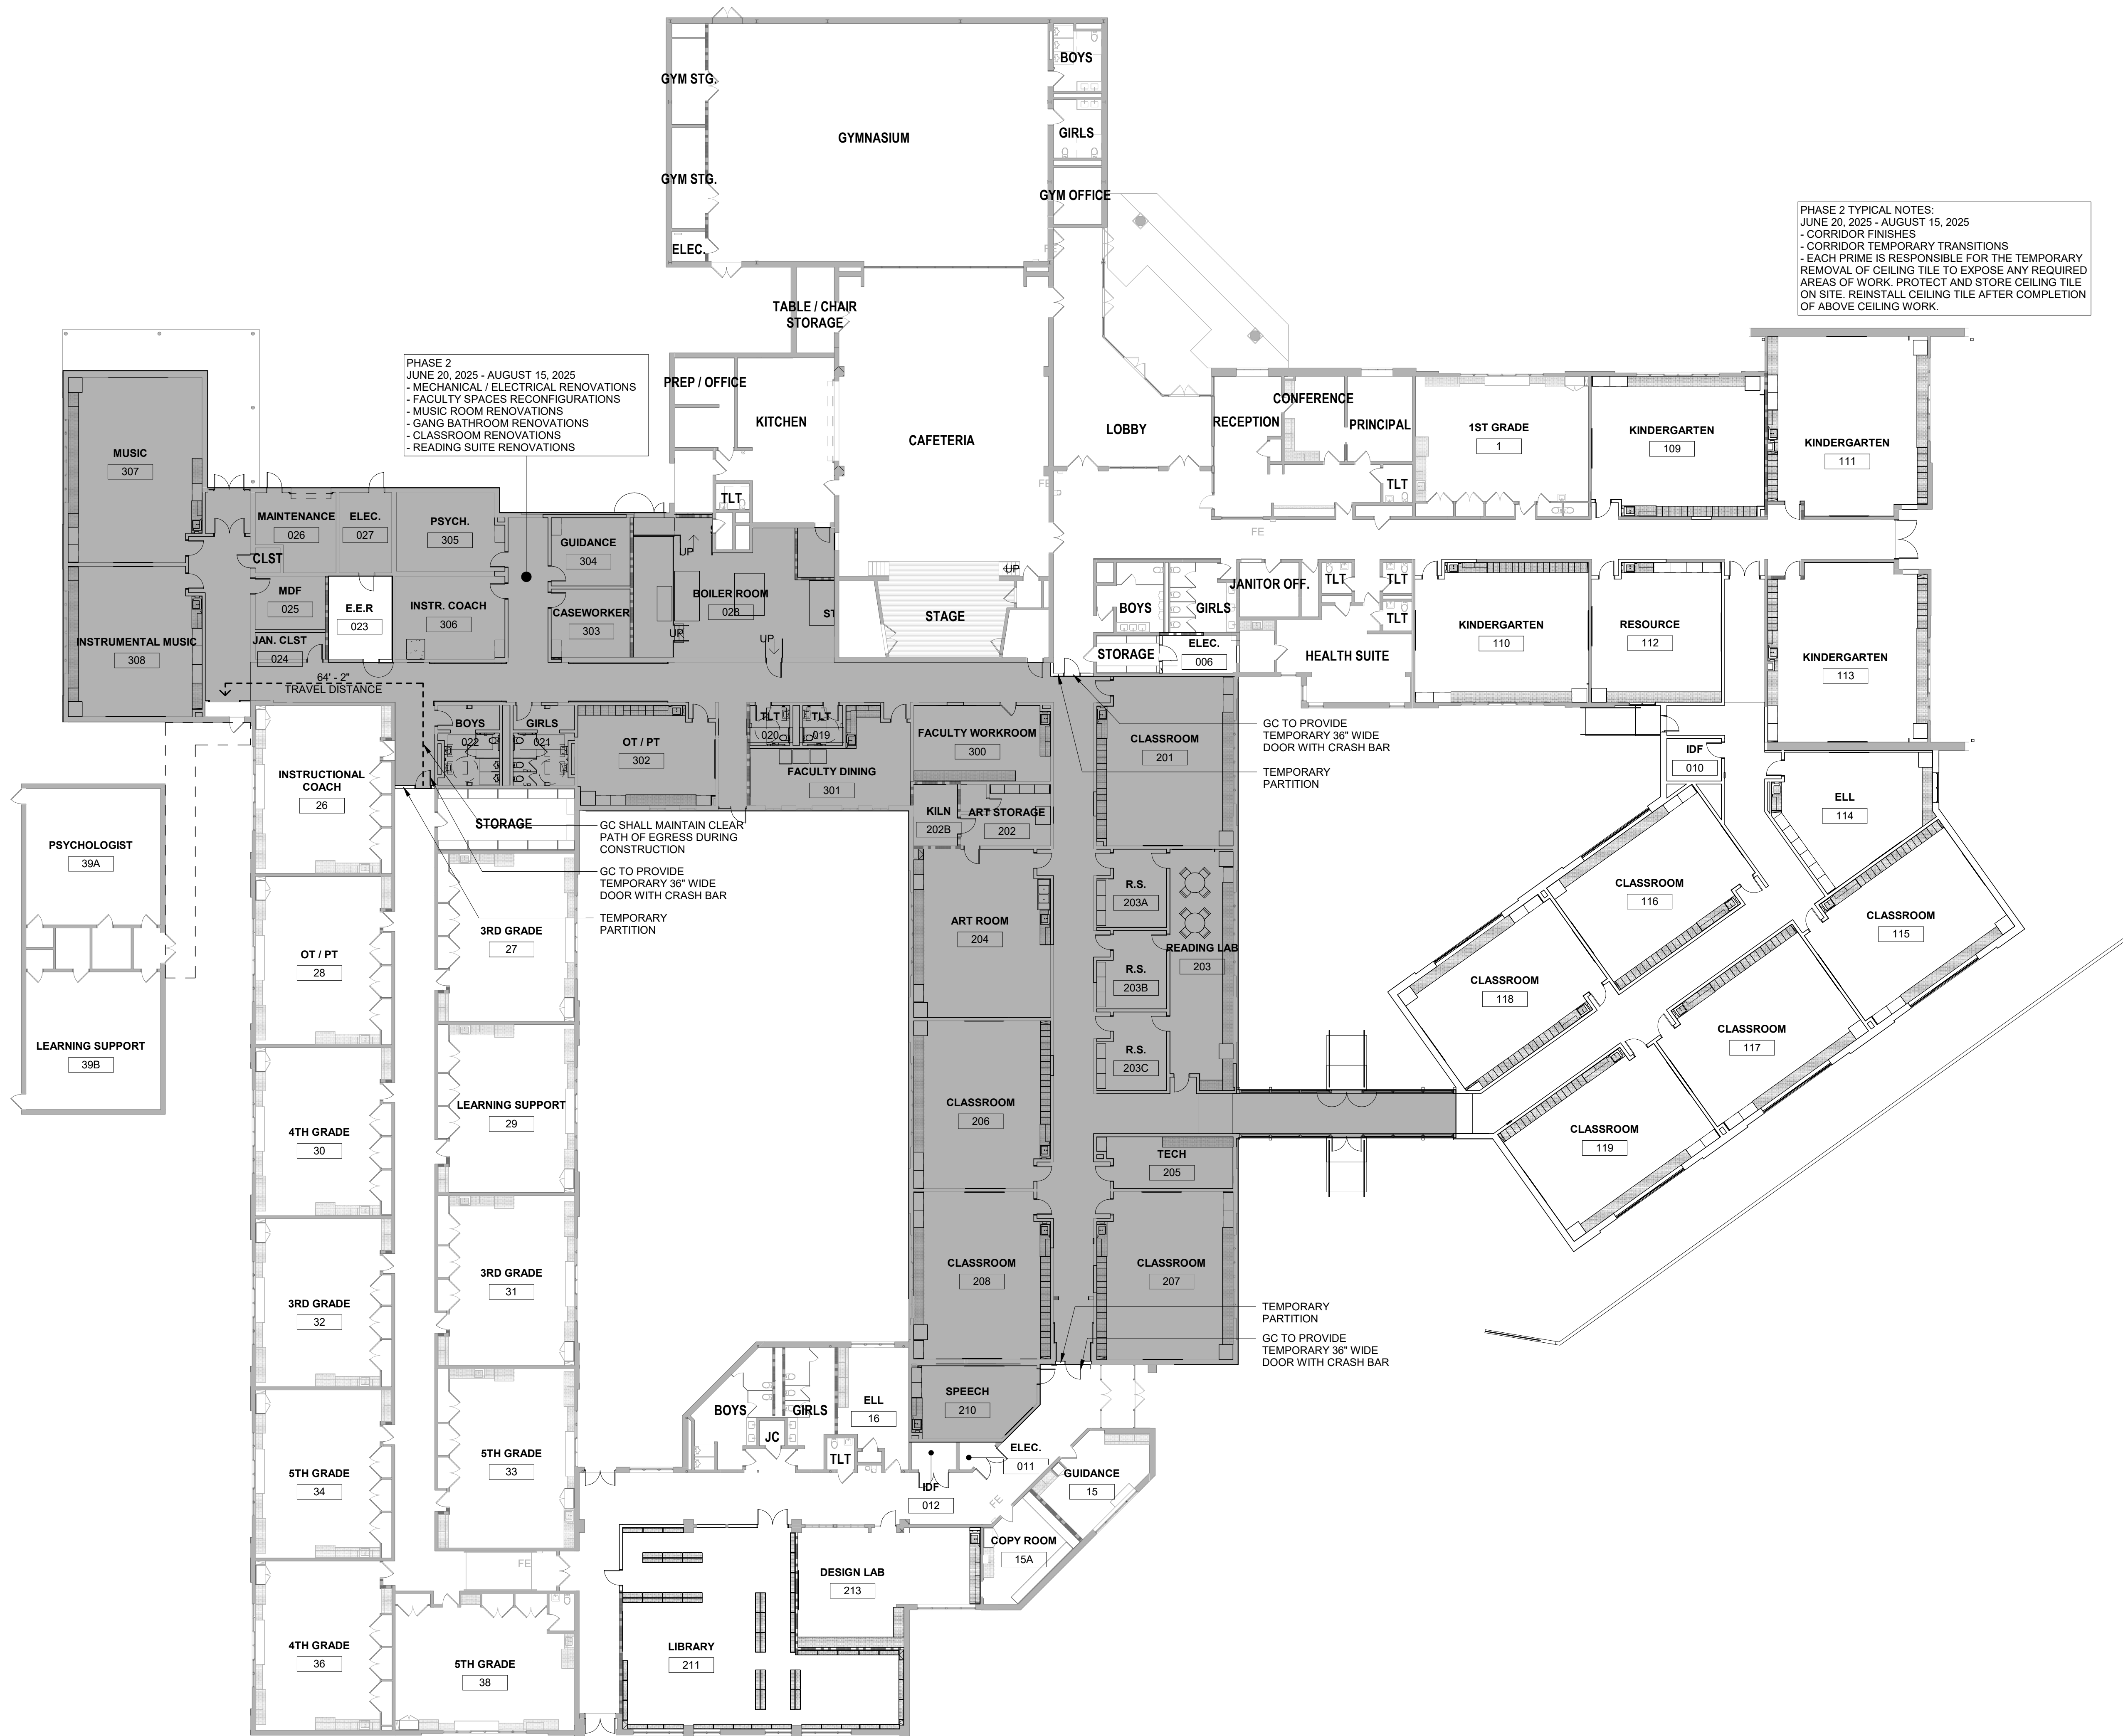 GYM STG.
GYM STG.
ELEC.
GYMNASIUM
BOYS
GIRLS
GYM OFFICE
FE
TABLE / CHAIR
STORAGE
PHASE 2 TYPICAL NOTES:
JUNE 20, 2025 - AUGUST 15, 2025
- CORRIDOR FINISHES
- CORRIDOR TEMPORARY TRANSITIONS
- EACH PRIME IS RESPONSIBLE FOR THE TEMPORARY
REMOVAL OF CEILING TILE TO EXPOSE ANY REQUIRED
AREAS OF WORK. PROTECT AND STORE CEILING TILE
ON SITE. REINSTALL CEILING TILE AFTER COMPLETION
OF ABOVE CEILING WORK.
PHASE 2
JUNE 20, 2025 - AUGUST 15, 2025
- MECHANICAL / ELECTRICAL RENOVATIONS
- FACULTY SPACES RECONFIGURATIONS
- MUSIC ROOM RENOVATIONS
- GANG BATHROOM RENOVATIONS
- CLASSROOM RENOVATIONS
- READING SUITE RENOVATIONS
PREP / OFFICE
KITCHEN
TLT
CAFETERIA
FE
LOBBY
RECEPTION
CONFERENCE
PRINCIPAL
TLT
FE
1ST GRADE
1
KINDERGARTEN
109
KINDERGARTEN
111
MUSIC
307
INSTRUMENTAL MUSIC
308
MAINTENANCE
026
ELEC.
027
CLST
MDF
025
JAN. CLST
024
E.E.R
023
PSYCH.
305
INSTR. COACH
306
GUIDANCE
304
CASEWORKER
303
UP
BOILER ROOM
028
UP
UP
ST
STAGE
UP
BOYS
GIRLS
JANITOR OFF.
TLT
TLT
TLT
STORAGE
ELEC.
006
HEALTH SUITE
KINDERGARTEN
110
RESOURCE
112
KINDERGARTEN
113
64' - 2"
TRAVEL DISTANCE
BOYS
022
GIRLS
021
OT / PT
302
TLT
020
TLT
019
FACULTY DINING
301
FACULTY WORKROOM
300
KILN
202B
ART STORAGE
202
CLASSROOM
201
GC TO PROVIDE
TEMPORARY 36" WIDE
DOOR WITH CRASH BAR
TEMPORARY
PARTITION
IDF
010
ELL
114
INSTRUCTIONAL
COACH
26
STORAGE
GC SHALL MAINTAIN CLEAR
PATH OF EGRESS DURING
CONSTRUCTION
GC TO PROVIDE
TEMPORARY 36" WIDE
DOOR WITH CRASH BAR
TEMPORARY
PARTITION
PSYCHOLOGIST
39A
LEARNING SUPPORT
39B
OT / PT
28
3RD GRADE
27
ART ROOM
204
R.S.
203A
R.S.
203B
R.S.
203C
READING LAB
203
CLASSROOM
116
CLASSROOM
115
CLASSROOM
118
CLASSROOM
117
CLASSROOM
119
4TH GRADE
30
LEARNING SUPPORT
29
CLASSROOM
206
TECH
205
3RD GRADE
32
3RD GRADE
31
CLASSROOM
208
CLASSROOM
207
TEMPORARY
PARTITION
GC TO PROVIDE
TEMPORARY 36" WIDE
DOOR WITH CRASH BAR
5TH GRADE
34
5TH GRADE
33
BOYS
GIRLS
JC
TLT
ELL
16
SPEECH
210
ELEC.
011
IDF
012
GUIDANCE
15
FE
COPY ROOM
15A
FE
4TH GRADE
36
5TH GRADE
38
LIBRARY
211
DESIGN LAB
213